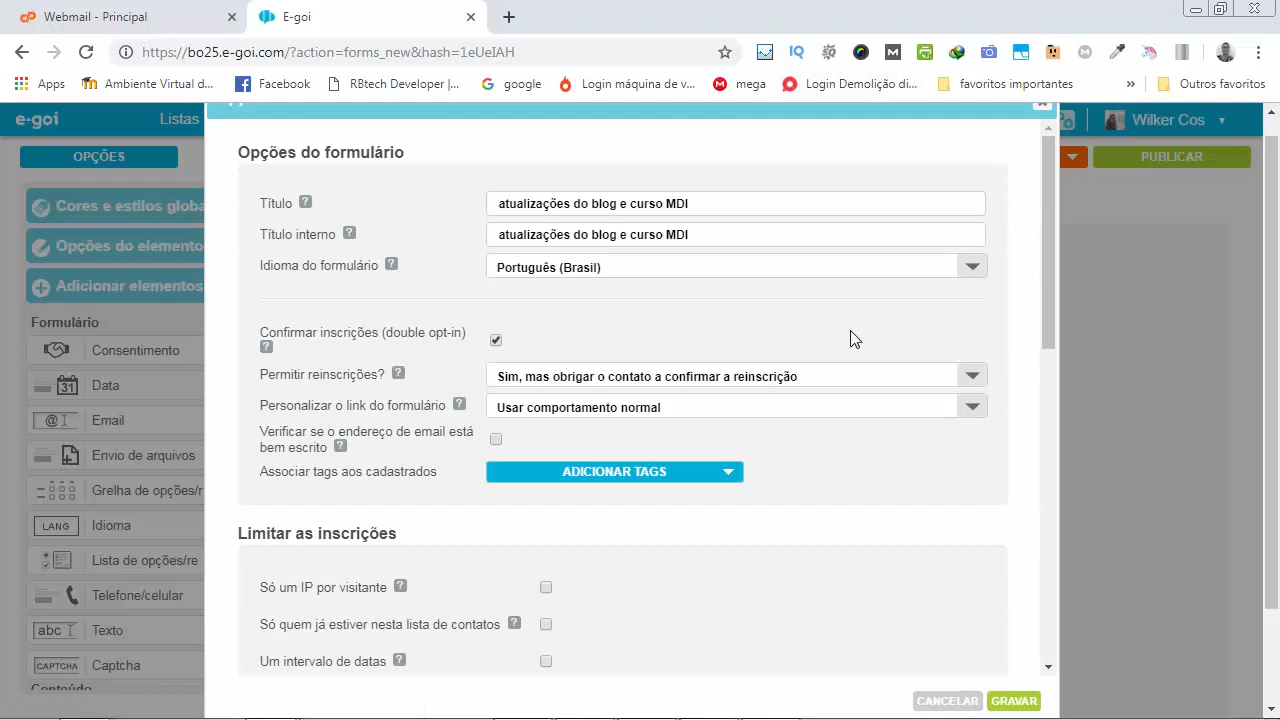 Webmail – Principal
E-goi
https://bo25.e-goi.com/?action=forms_new&hash=1eUeIAH
Apps
Ambiente Virtual d...
Facebook
RBtech Developer |...
google
Login máquina de v...
mega
Login Demolição di...
favoritos importantes
»
Outros favoritos
e-goi
Listas
Wilker Cos
OPÇÕES
PUBLICAR
Cores e estilos globa
Opções do elemento
Adicionar elementos
Formulário
Consentimento
Data
Email
Envio de arquivos
Grelha de opções/r
LANG
Idioma
Lista de opções/re
Telefone/celular
abc
Texto
CAPTCHA
Captcha
Opções do formulário
Título ?
atualizações do blog e curso MDI
Título interno ?
atualizações do blog e curso MDI
Idioma do formulário ?
Português (Brasil)
Confirmar inscrições (double opt-in)
?
Permitir reinscrições? ?
Sim, mas obrigar o contato a confirmar a reinscrição
Personalizar o link do formulário ?
Usar comportamento normal
Verificar se o endereço de email está
bem escrito ?
Associar tags aos cadastrados
ADICIONAR TAGS
Limitar as inscrições
Só um IP por visitante ?
Só quem já estiver nesta lista de contatos ?
Um intervalo de datas ?
CANCELAR
GRAVAR